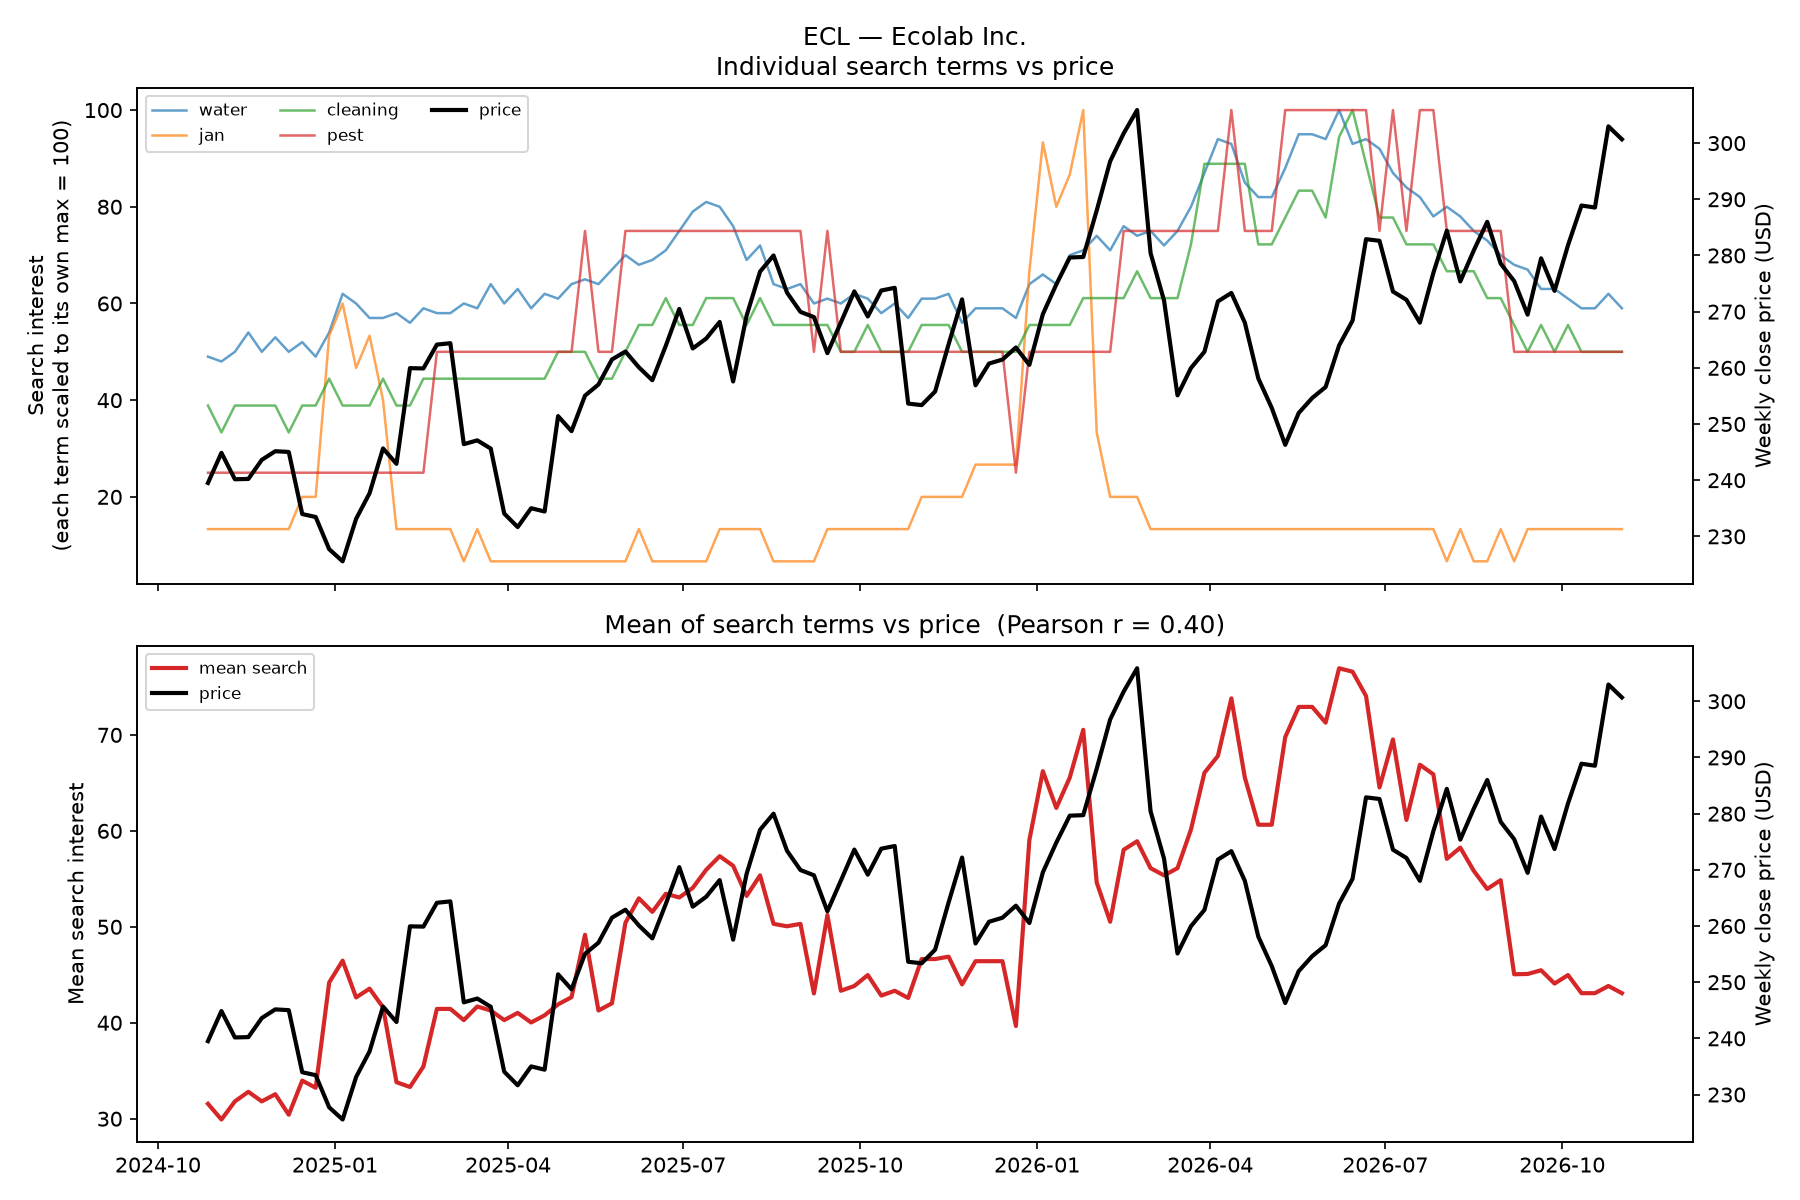 ECL — Ecolab Inc.
Individual search terms vs price
water
jan
cleaning
pest
price
Search interest
(each term scaled to its own max = 100)
100
80
60
40
20
300
290
280
270
260
250
240
230
Weekly close price (USD)
Mean of search terms vs price  (Pearson r = 0.40)
mean search
price
Mean search interest
70
60
50
40
30
300
290
280
270
260
250
240
230
Weekly close price (USD)
2024-10 2025-01 2025-04 2025-07 2025-10 2026-01 2026-04 2026-07 2026-10